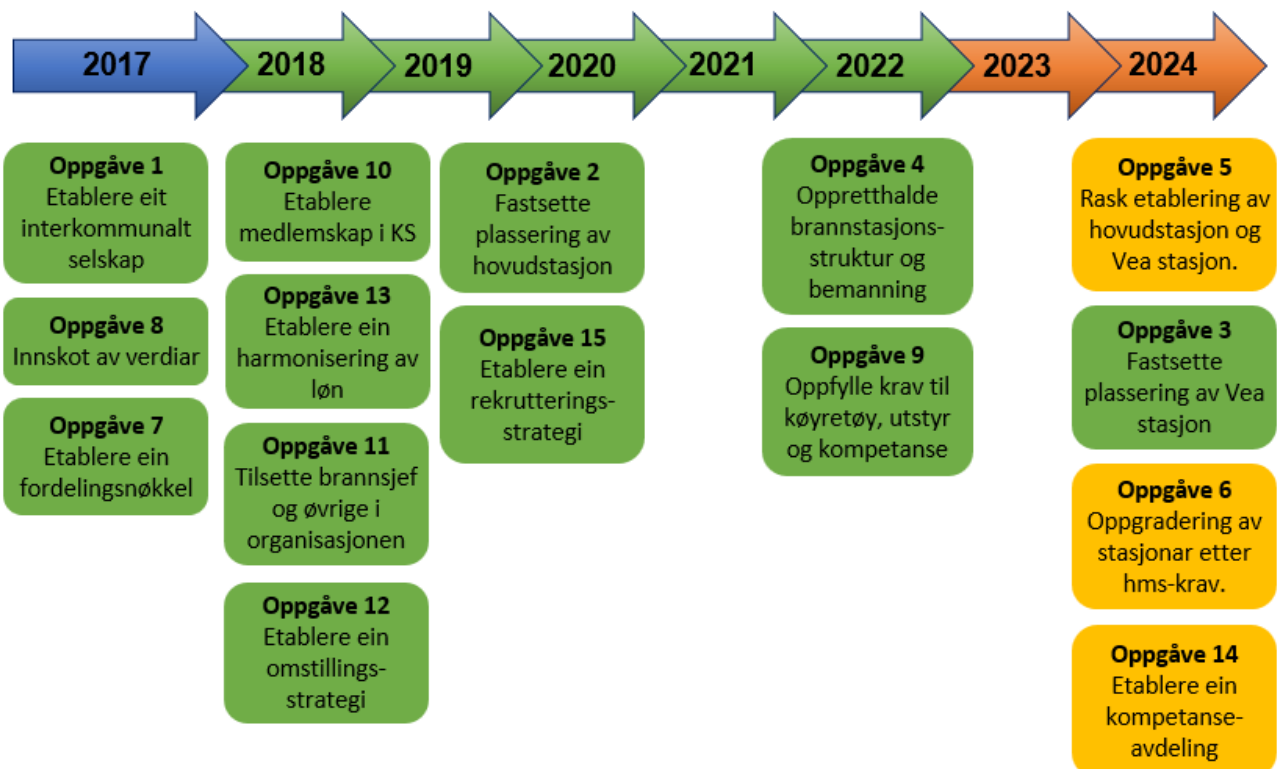 2017
2018
2019
2020
2021
2022
2023
2024
Oppgåve 1
Etablere eit
interkommunalt
selskap
Oppgåve 8
Innskot av verdiar
Oppgåve 7
Etablere ein
fordelingsnøkkel
Oppgåve 10
Etablere
medlemskap i KS
Oppgåve 13
Etablere ein
harmonisering av
løn
Oppgåve 11
Tilsette brannsjef
og øvrige i
organisasjonen
Oppgåve 12
Etablere ein
omstillings-
strategi
Oppgåve 2
Fastsette
plassering av
hovudstasjon
Oppgåve 15
Etablere ein
rekrutterings-
strategi
Oppgåve 4
Oppretthalde
brannstasjons-
struktur og
bemanning
Oppgåve 9
Oppfylle krav til
køyretøy, utstyr
og kompetanse
Oppgåve 5
Rask etablering av
hovudstasjon og
Vea stasjon.
Oppgåve 3
Fastsette
plassering av Vea
stasjon
Oppgåve 6
Oppgradering av
stasjonar etter
hms-krav.
Oppgåve 14
Etablere ein
kompetanse-
avdeling